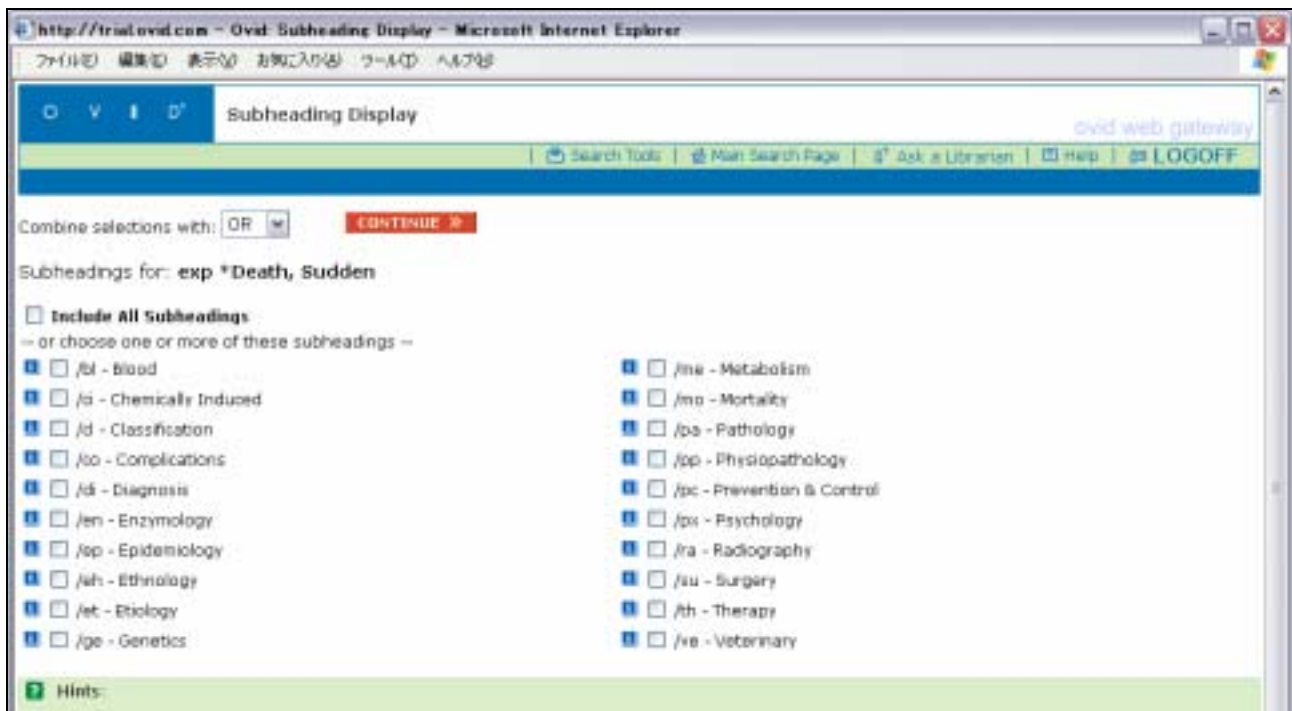 http://trial.ovid.com - Ovid: Subheading Display - Microsoft Internet Explorer
ファイル(F) 編集(E) 表示(V) お気に入り(A) ツール(T) ヘルプ(H)
O V I D
Subheading Display
ovid web gateway
| Search Tools | Main Search Page | Ask a Librarian | Help | LOGOFF
Combine selections with: OR CONTINUE »
Subheadings for: exp *Death, Sudden
Include All Subheadings
-- or choose one or more of these subheadings --
/bl - Blood
/ci - Chemically Induced
/cl - Classification
/co - Complications
/di - Diagnosis
/en - Enzymology
/ep - Epidemiology
/eh - Ethnology
/et - Etiology
/ge - Genetics
/me - Metabolism
/mo - Mortality
/pa - Pathology
/pp - Physiopathology
/pc - Prevention & Control
/px - Psychology
/ra - Radiography
/su - Surgery
/th - Therapy
/ve - Veterinary
? Hints: